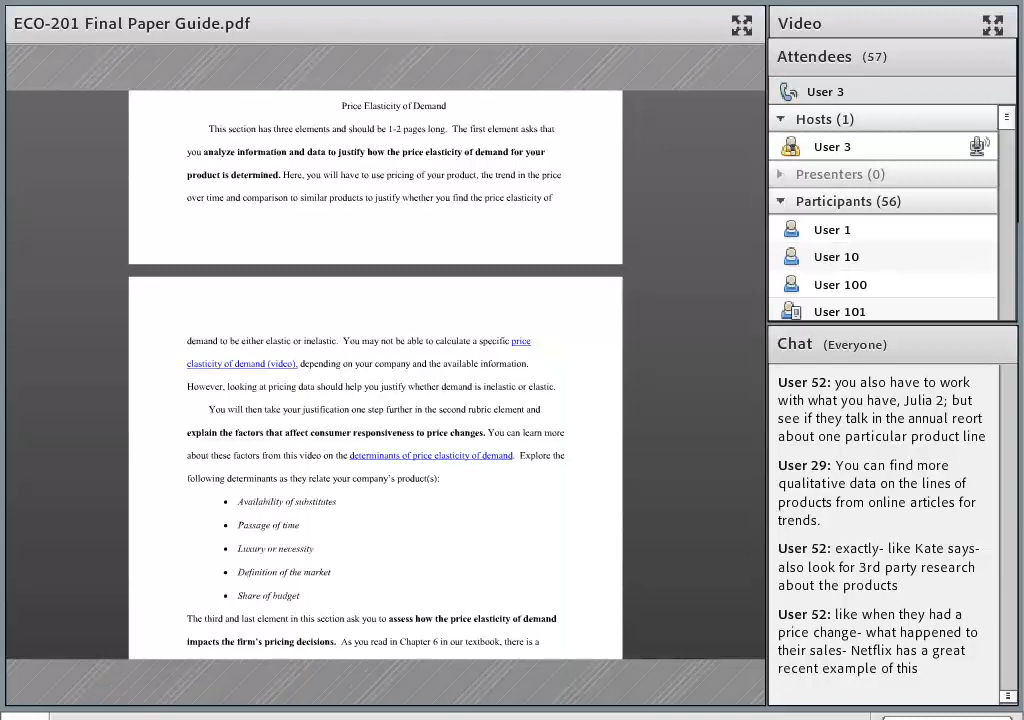 ECO-201 Final Paper Guide.pdf
Price Elasticity of Demand
This section has three elements and should be 1-2 pages long. The first element asks that
you analyze information and data to justify how the price elasticity of demand for your
product is determined. Here, you will have to use pricing of your product, the trend in the price
over time and comparison to similar products to justify whether you find the price elasticity of
demand to be either elastic or inelastic. You may not be able to calculate a specific price
elasticity of demand (video), depending on your company and the available information.
However, looking at pricing data should help you justify whether demand is inelastic or elastic.
You will then take your justification one step further in the second rubric element and
explain the factors that affect consumer responsiveness to price changes. You can learn more
about these factors from this video on the determinants of price elasticity of demand. Explore the
following determinants as they relate your company's product(s):
• Availability of substitutes
• Passage of time
• Luxury or necessity
• Definition of the market
• Share of budget
The third and last element in this section ask you to assess how the price elasticity of demand
impacts the firm's pricing decisions. As you read in Chapter 6 in our textbook, there is a
Video
Attendees (57)
User 3
Hosts (1)
User 3
Presenters (0)
Participants (56)
User 1
User 10
User 100
User 101
Chat (Everyone)
User 52: you also have to work
with what you have, Julia 2; but
see if they talk in the annual reort
about one particular product line
User 29: You can find more
qualitative data on the lines of
products from online articles for
trends.
User 52: exactly- like Kate says-
also look for 3rd party research
about the products
User 52: like when they had a
price change- what happened to
their sales- Netflix has a great
recent example of this